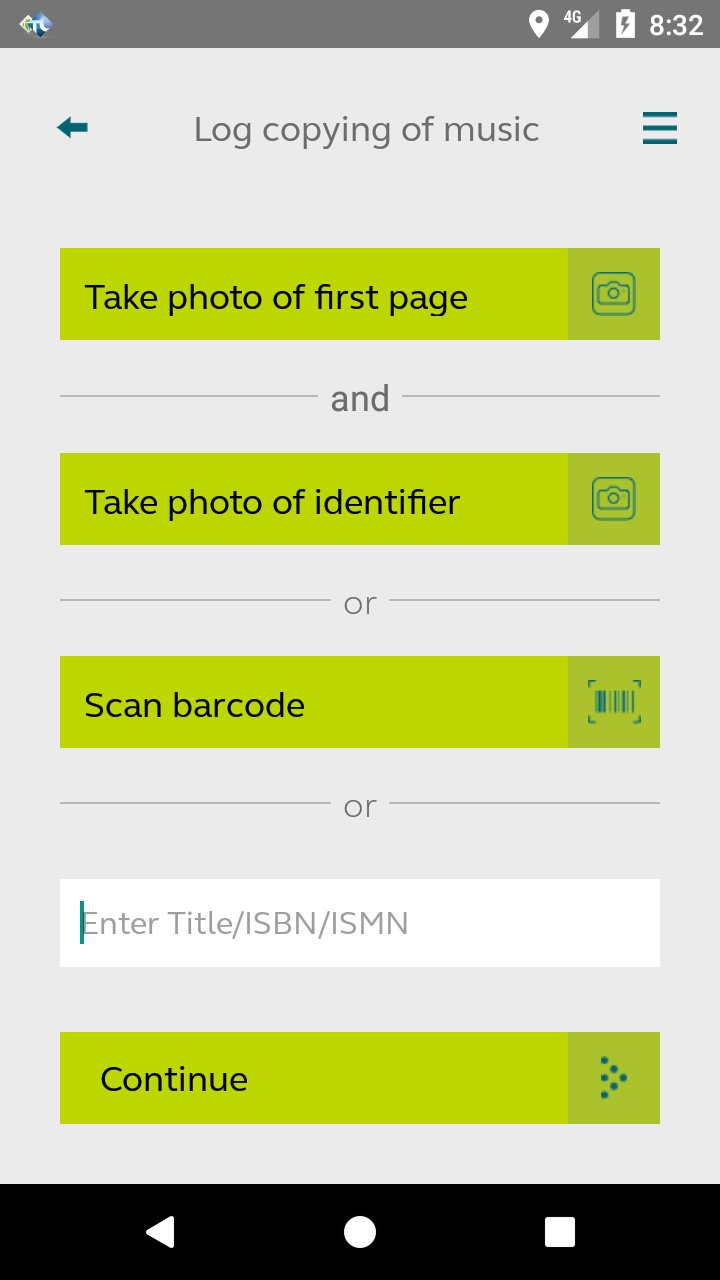 4G 8:32
Log copying of music
Take photo of first page
and
Take photo of identifier
or
Scan barcode
or
Enter Title/ISBN/ISMN
Continue